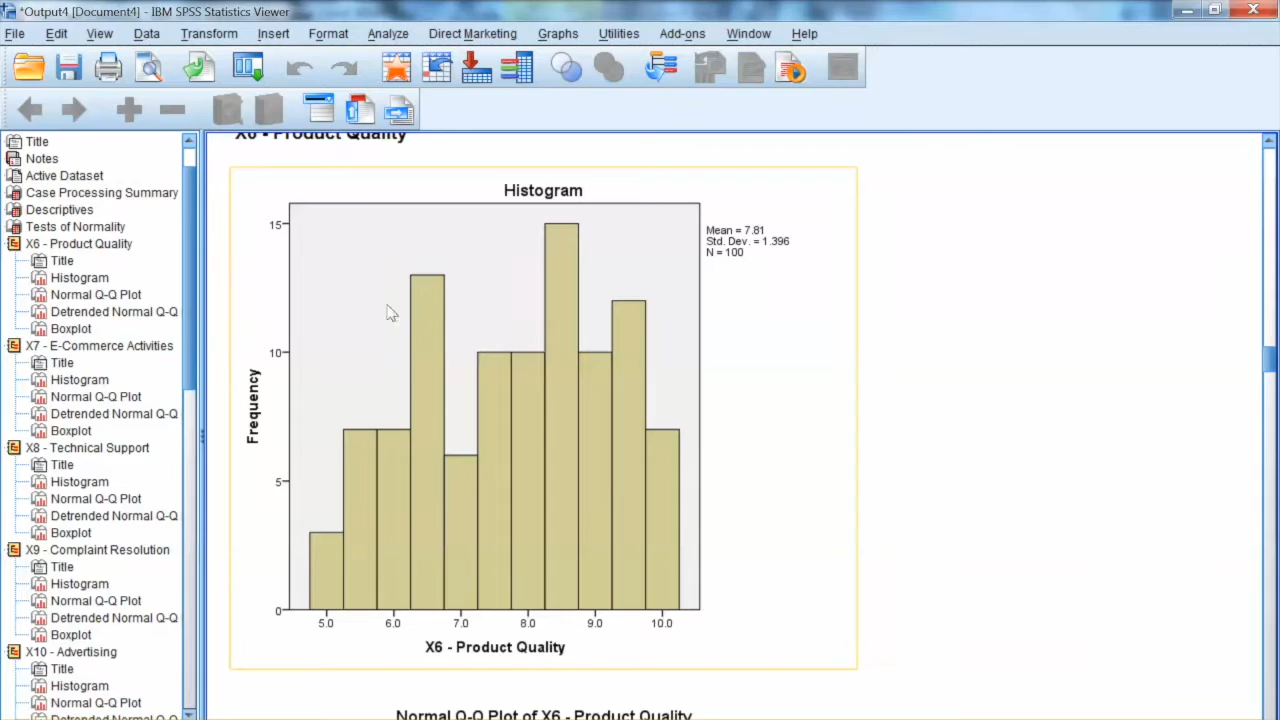 *Output4 [Document4] - IBM SPSS Statistics Viewer
File Edit View Data Transform Insert Format Analyze Direct Marketing Graphs Utilities Add-ons Window Help
Title
Notes
Active Dataset
Case Processing Summary
Descriptives
Tests of Normality
X6 - Product Quality
Title
Histogram
Normal Q-Q Plot
Detrended Normal Q-Q
Boxplot
X7 - E-Commerce Activities
Title
Histogram
Normal Q-Q Plot
Detrended Normal Q-Q
Boxplot
X8 - Technical Support
Title
Histogram
Normal Q-Q Plot
Detrended Normal Q-Q
Boxplot
X9 - Complaint Resolution
Title
Histogram
Normal Q-Q Plot
Detrended Normal Q-Q
Boxplot
X10 - Advertising
Title
Histogram
Normal Q-Q Plot
Detrended Normal Q-Q
X6 - Product Quality
Histogram
Mean = 7.81
Std. Dev. = 1.396
N = 100
Frequency
15
10
5
0
5.0 6.0 7.0 8.0 9.0 10.0
X6 - Product Quality
Normal Q-Q Plot of X6 - Product Quality